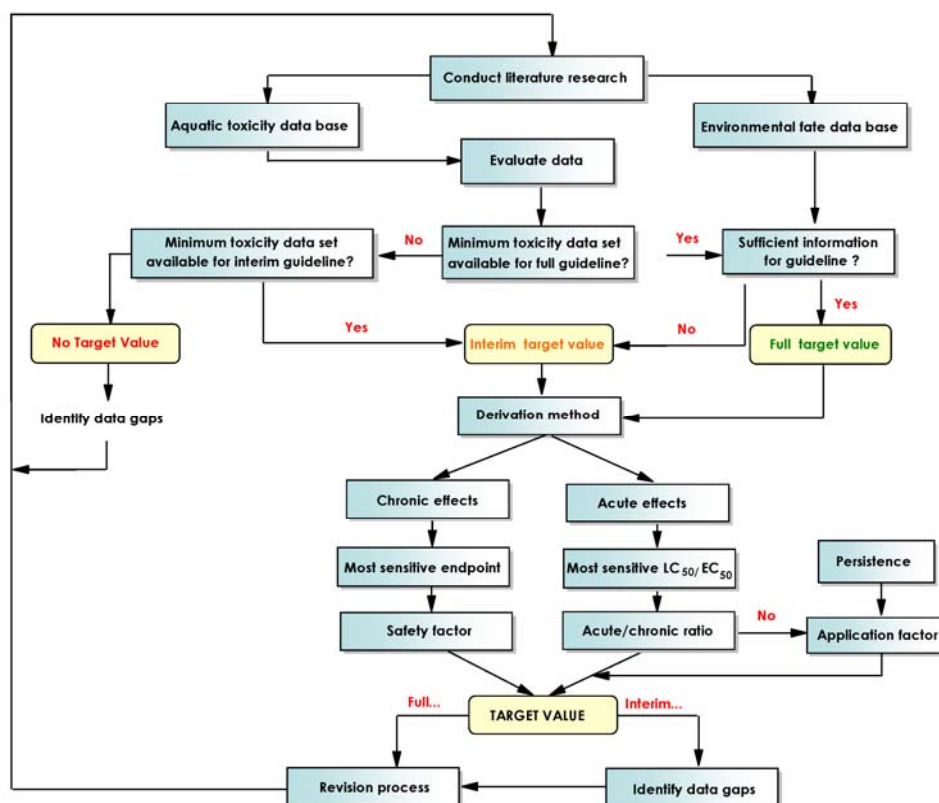 Conduct literature research
Aquatic toxicity data base
Environmental fate data base
Evaluate data
Minimum toxicity data set
available for interim guideline?
No
Minimum toxicity data set
available for full guideline?
Yes
Sufficient information
for guideline ?
Yes
No Target Value
Yes
Interim target value
No
Full target value
Identify data gaps
Derivation method
Chronic effects
Acute effects
Most sensitive endpoint
Most sensitive LC50/ EC50
Persistence
Safety factor
Acute/chronic ratio
No
Application factor
Full...
TARGET VALUE
Interim...
Revision process
Identify data gaps